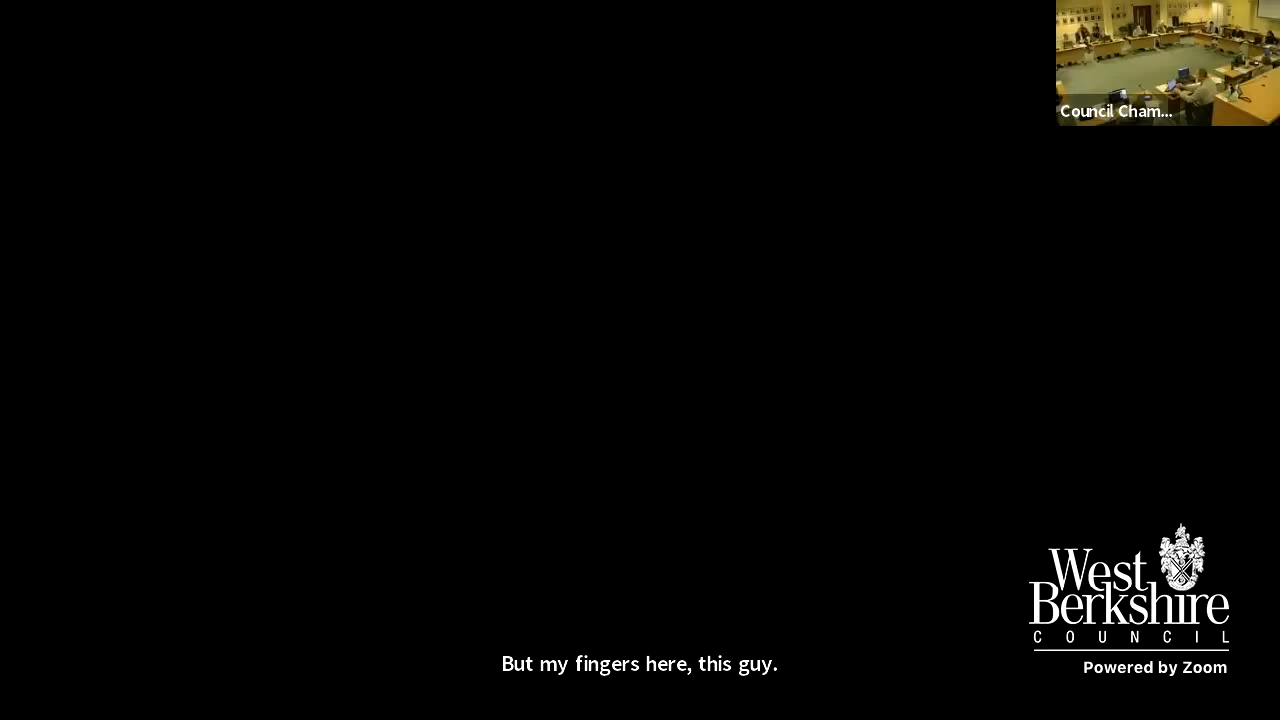 Council Cham...
West
Berkshire
COUNCIL
But my fingers here, this guy.
Powered by Zoom